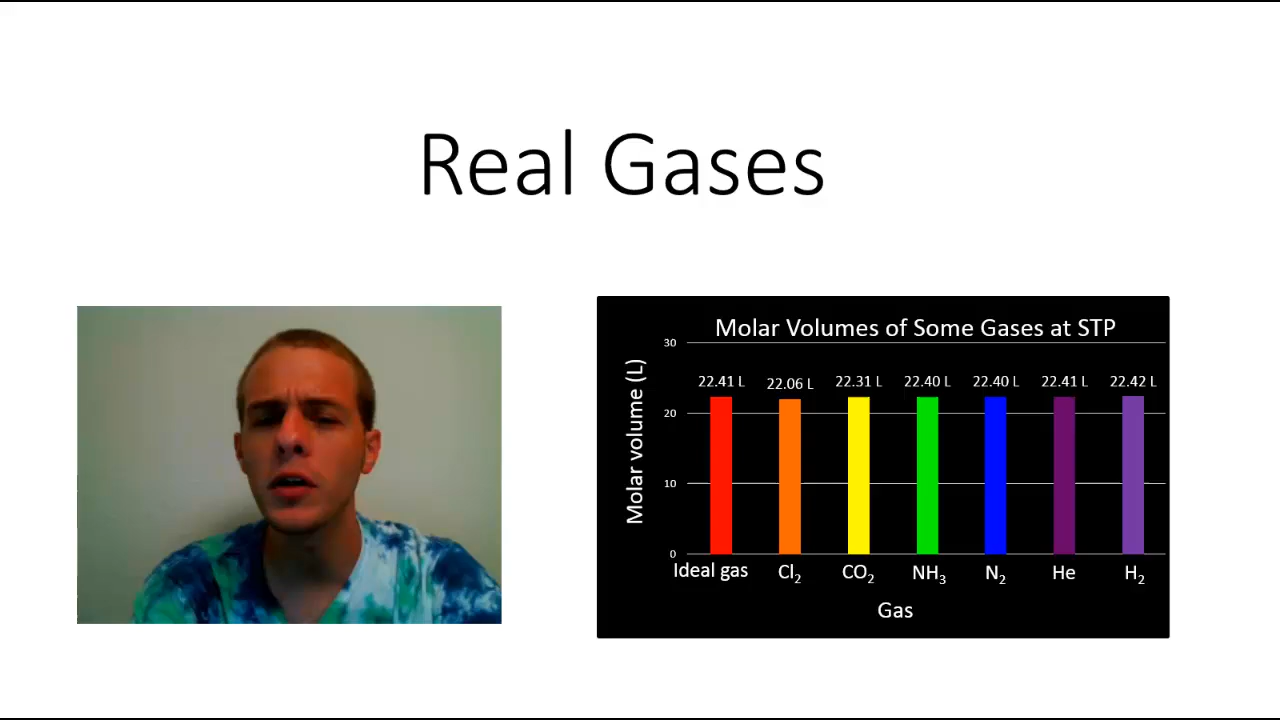 Real Gases
Molar Volumes of Some Gases at STP
Molar volume (L)
30
20
10
0
22.41 L 22.06 L 22.31 L 22.40 L 22.40 L 22.41 L 22.42 L
Ideal gas Cl₂ CO₂ NH₃ N₂ He H₂
Gas